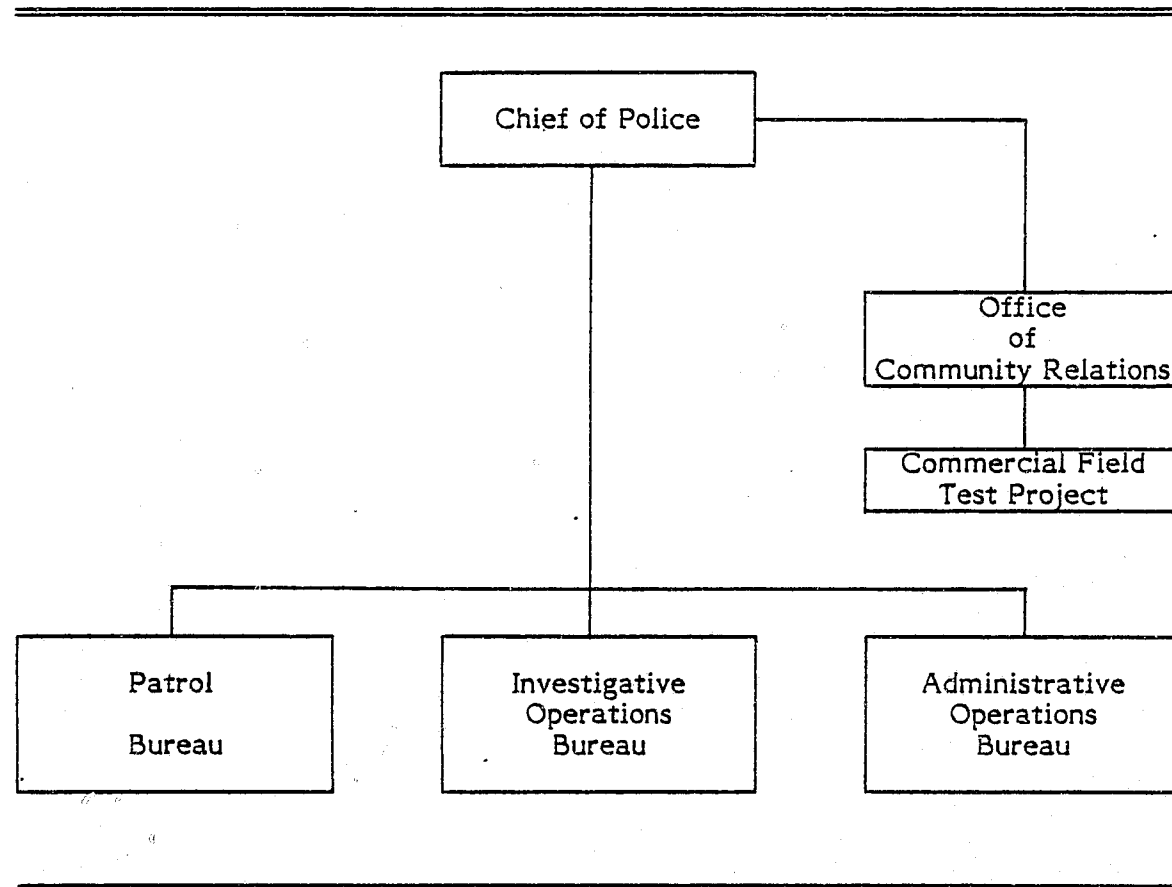 Chief of Police
Office
of
Community Relations
Commercial Field
Test Project
Patrol
Bureau
Investigative
Operations
Bureau
Administrative
Operations
Bureau